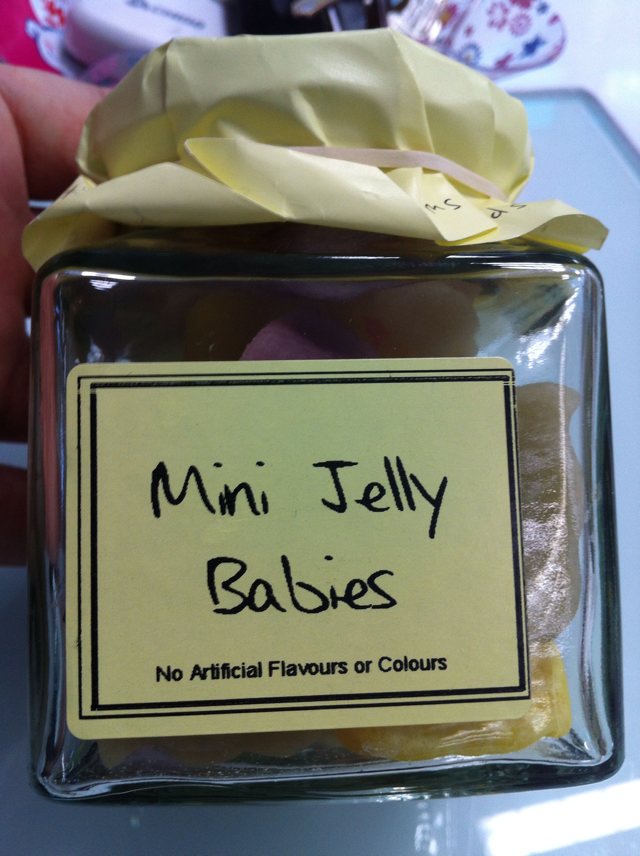 Mini Jelly
Babies
No Artificial Flavours or Colours